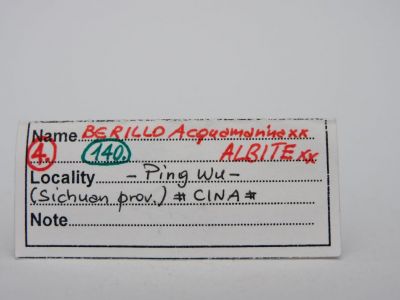 Name BERILLO Acquamarina xx
4. 140. ALBITE xx
Locality - Ping Wu -
(Sichuan prov.) # CINA #
Note